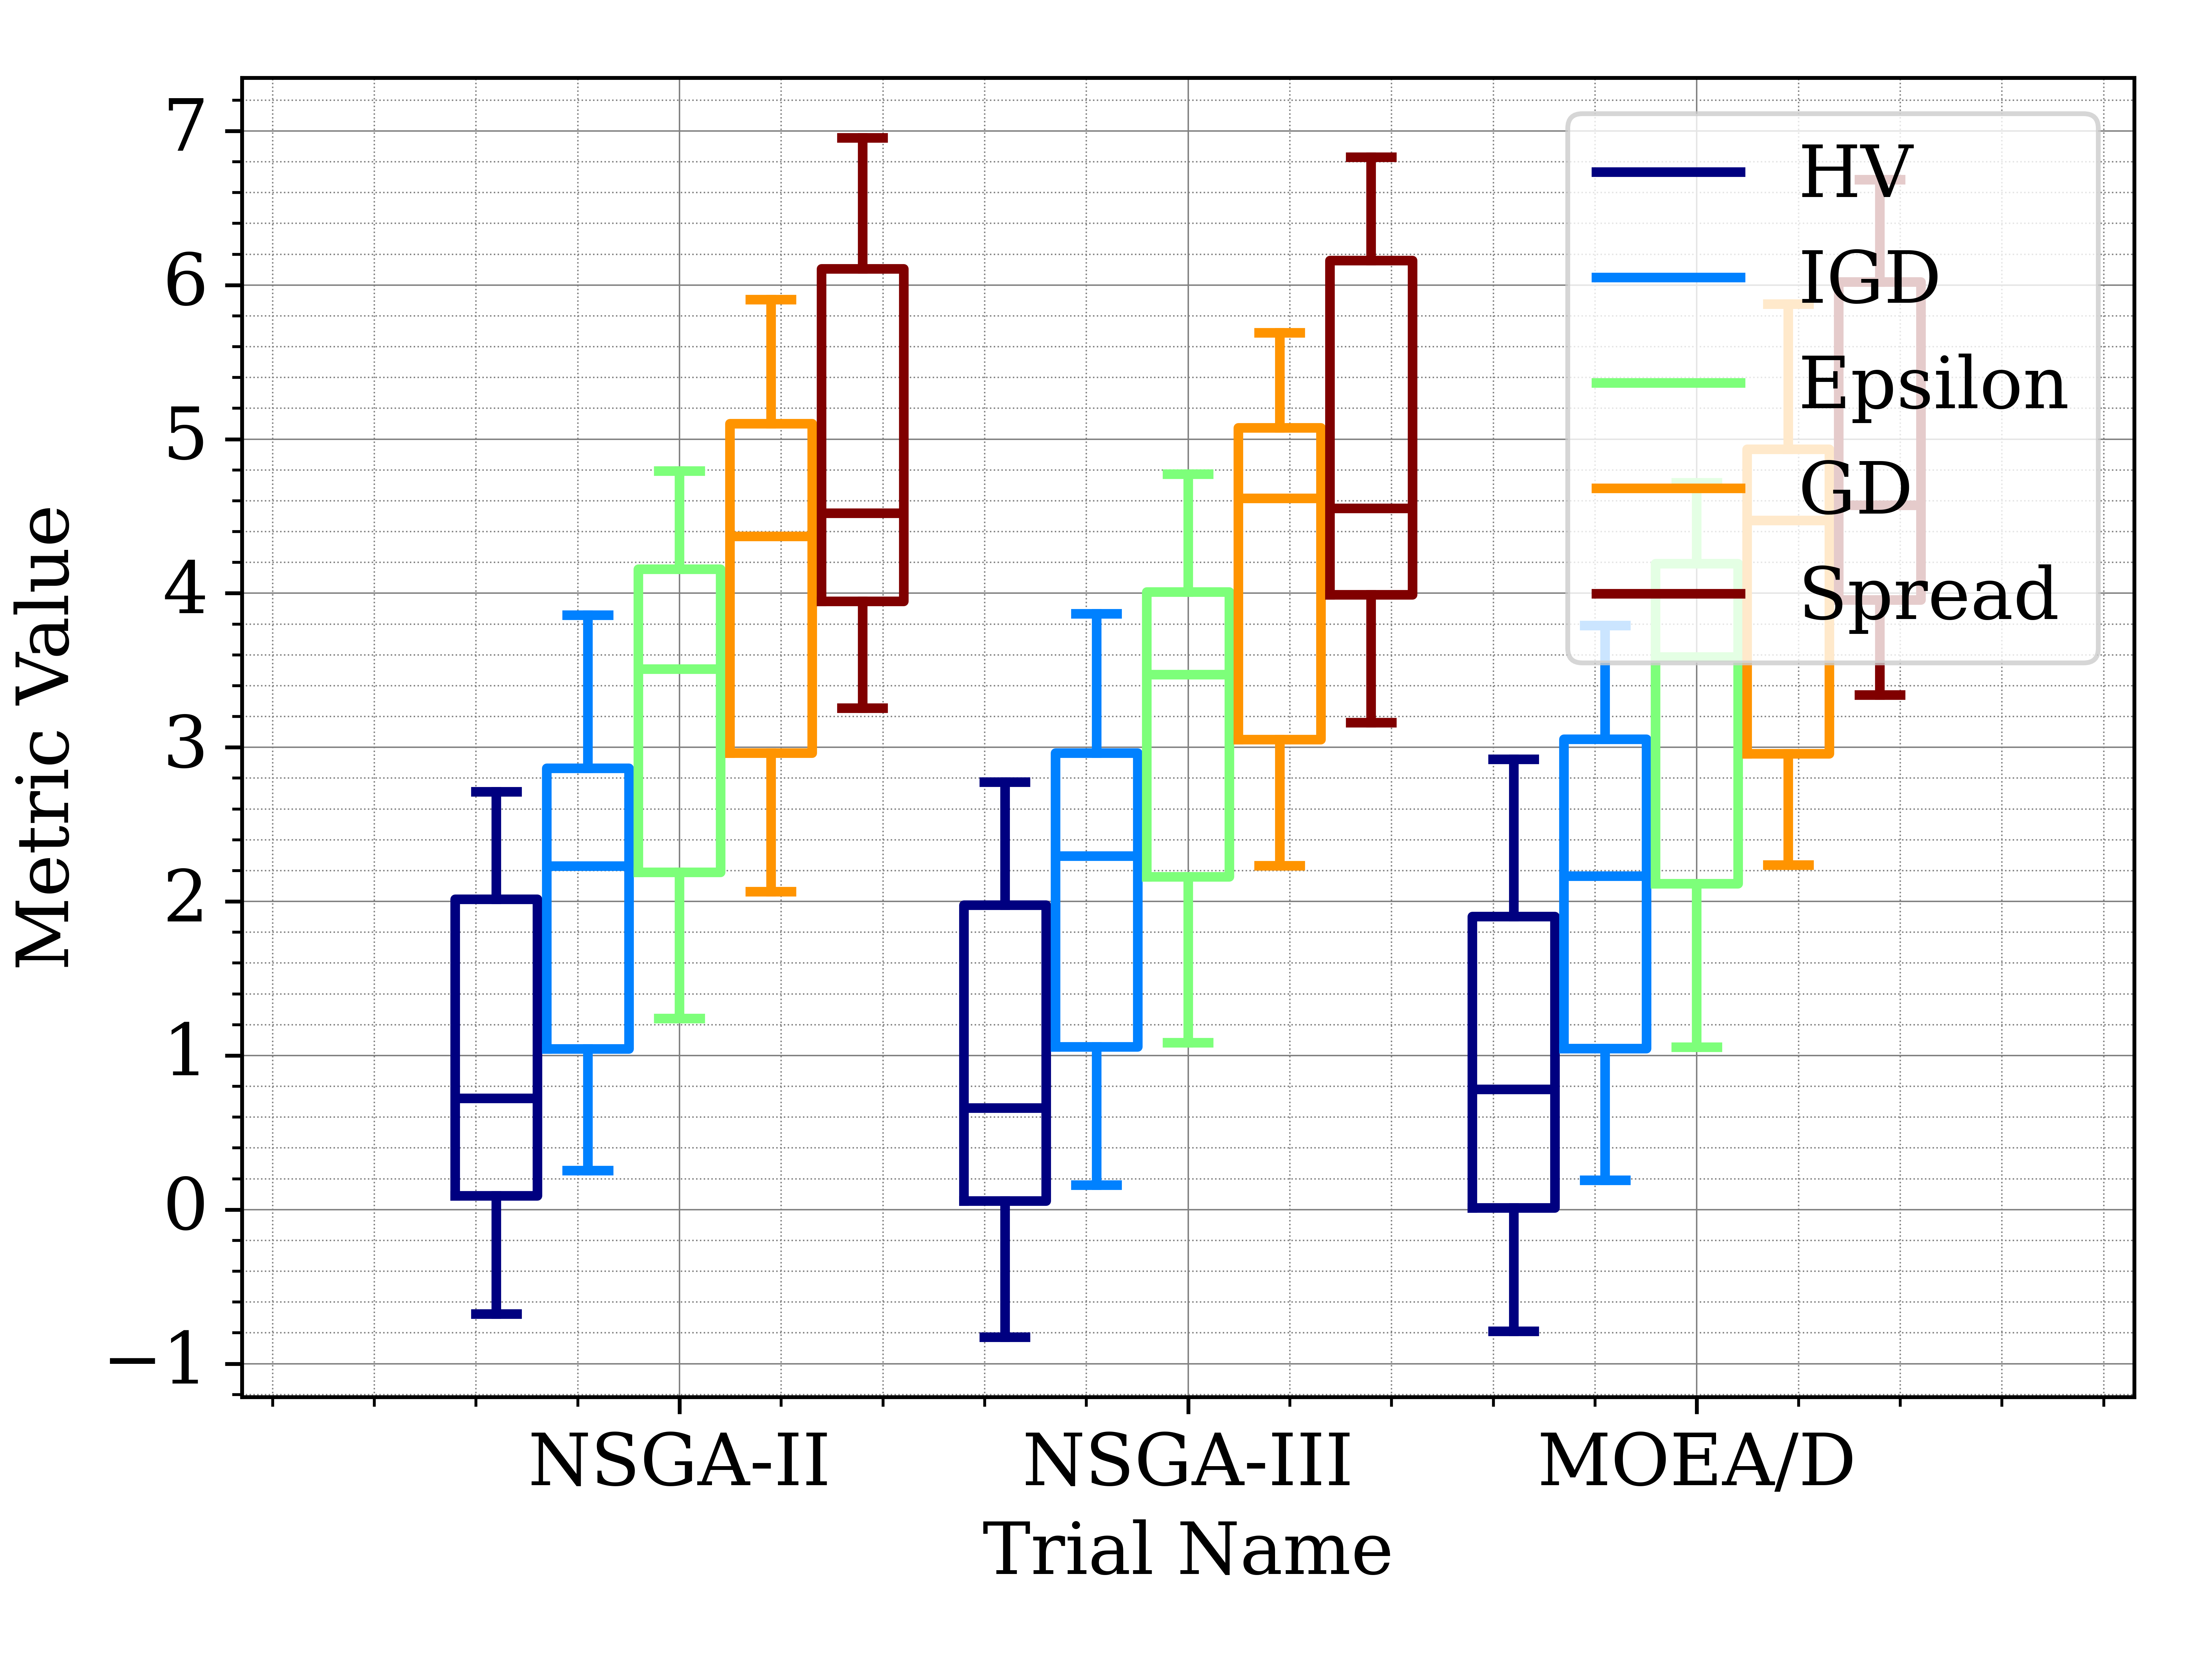 Metric Value
7
6
5
4
3
2
1
0
−1
HV
IGD
Epsilon
GD
Spread
NSGA-II
NSGA-III
MOEA/D
Trial Name